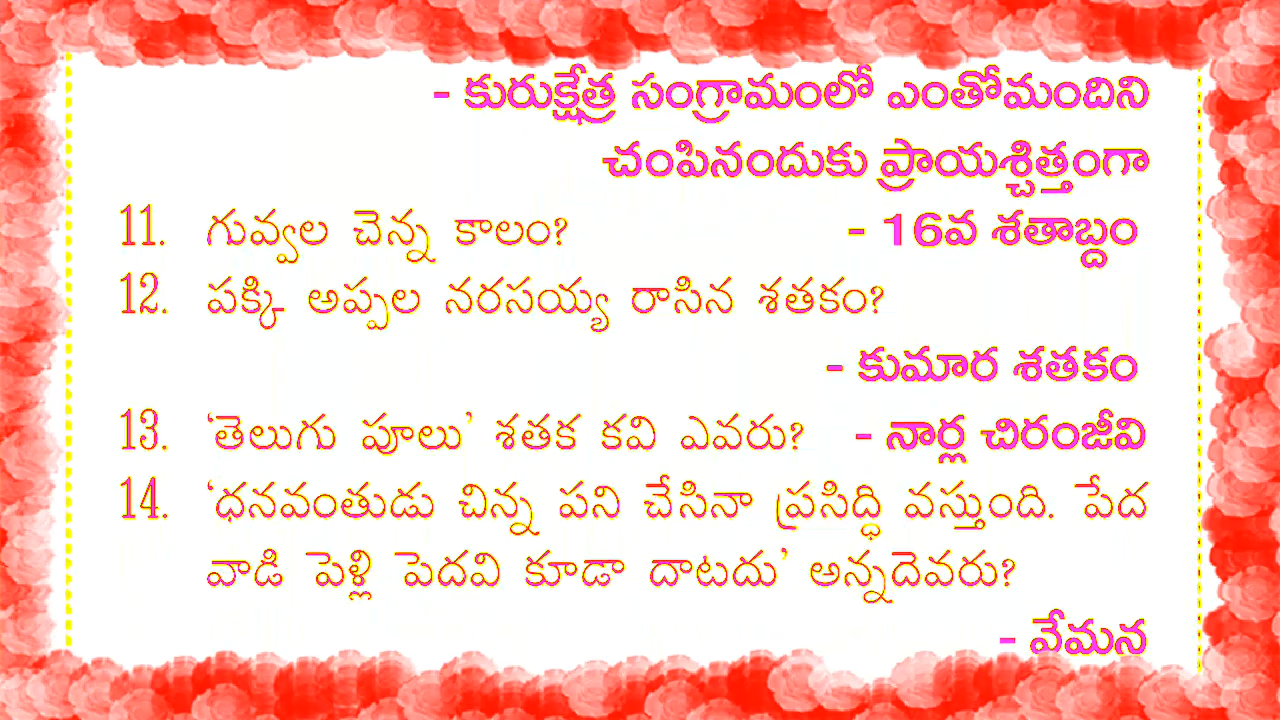 - కురుక్షేత్ర సంగ్రామంలో ఎంతోమందిని
చంపినందుకు ప్రాయశ్చిత్తంగా
11. గువ్వల చెన్న కాలం? - 16వ శతాబ్దం
12. పక్కి అప్పల నరసయ్య రాసిన శతకం?
- కుమార శతకం
13. ‘తెలుగు పూలు’ శతక కవి ఎవరు? - నార్ల చిరంజీవి
14. ‘ధనవంతుడు చిన్న పని చేసినా ప్రసిద్ధి వస్తుంది. పేద
వాడి పెళ్లి పెదవి కూడా దాటదు’ అన్నదెవరు?
- వేమన